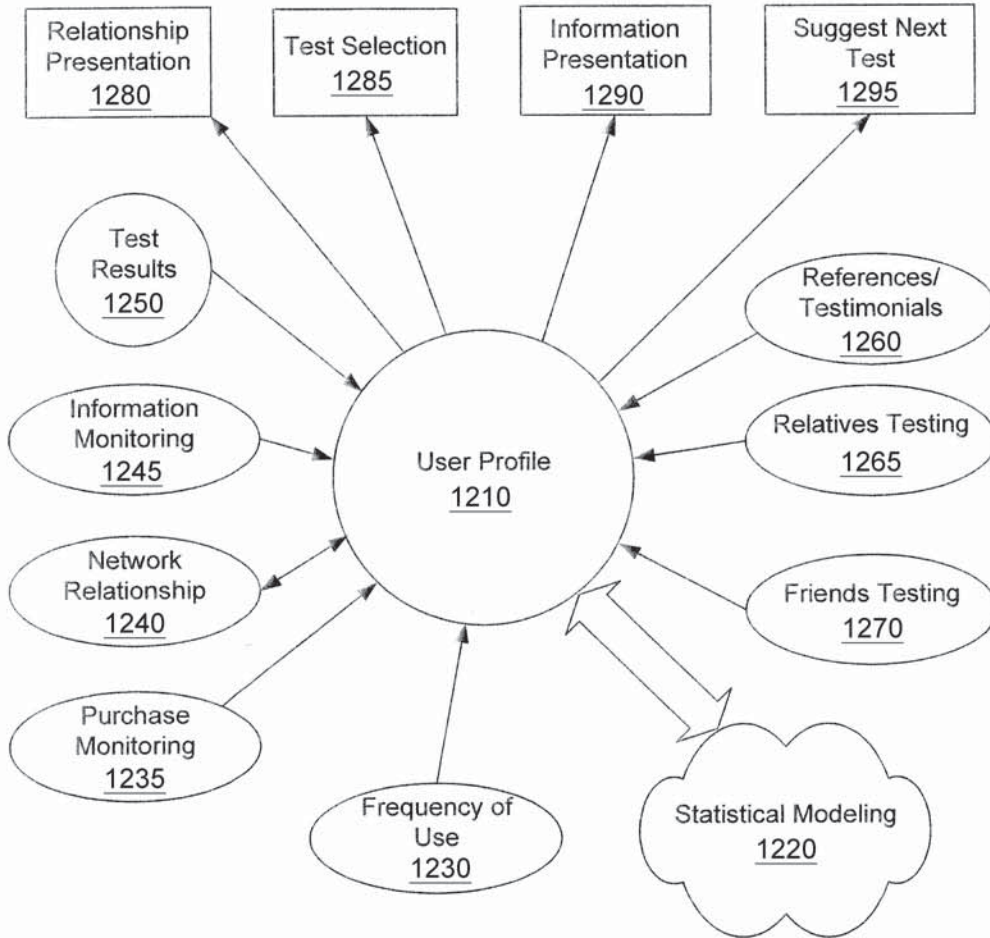 Relationship
Presentation
1280
Test Selection
1285
Information
Presentation
1290
Suggest Next
Test
1295
Test
Results
1250
References/
Testimonials
1260
Information
Monitoring
1245
User Profile
1210
Relatives Testing
1265
Network
Relationship
1240
Friends Testing
1270
Purchase
Monitoring
1235
Frequency of
Use
1230
Statistical Modeling
1220